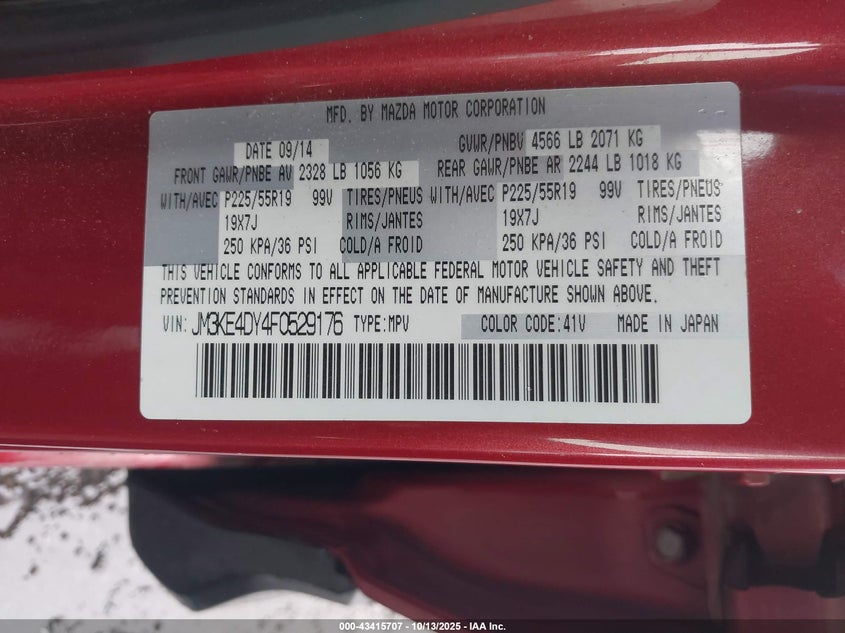 MFD. BY MAZDA MOTOR CORPORATION
DATE 09/14 GVWR/PNBV 4566 LB 2071 KG
FRONT GAWR/PNBE AV 2328 LB 1056 KG REAR GAWR/PNBE AR 2244 LB 1018 KG
WITH/AVEC P225/55R19 99V TIRES/PNEUS WITH/AVEC P225/55R19 99V TIRES/PNEUS
19X7J RIMS/JANTES 19X7J RIMS/JANTES
250 KPA/36 PSI COLD/A FROID 250 KPA/36 PSI COLD/A FROID
THIS VEHICLE CONFORMS TO ALL APPLICABLE FEDERAL MOTOR VEHICLE SAFETY AND THEFT
PREVENTION STANDARDS IN EFFECT ON THE DATE OF MANUFACTURE SHOWN ABOVE.
VIN: JM3KE4DY4F0529176 TYPE:MPV COLOR CODE:41V MADE IN JAPAN
000-43415707 - 10/13/2025 - IAA Inc.